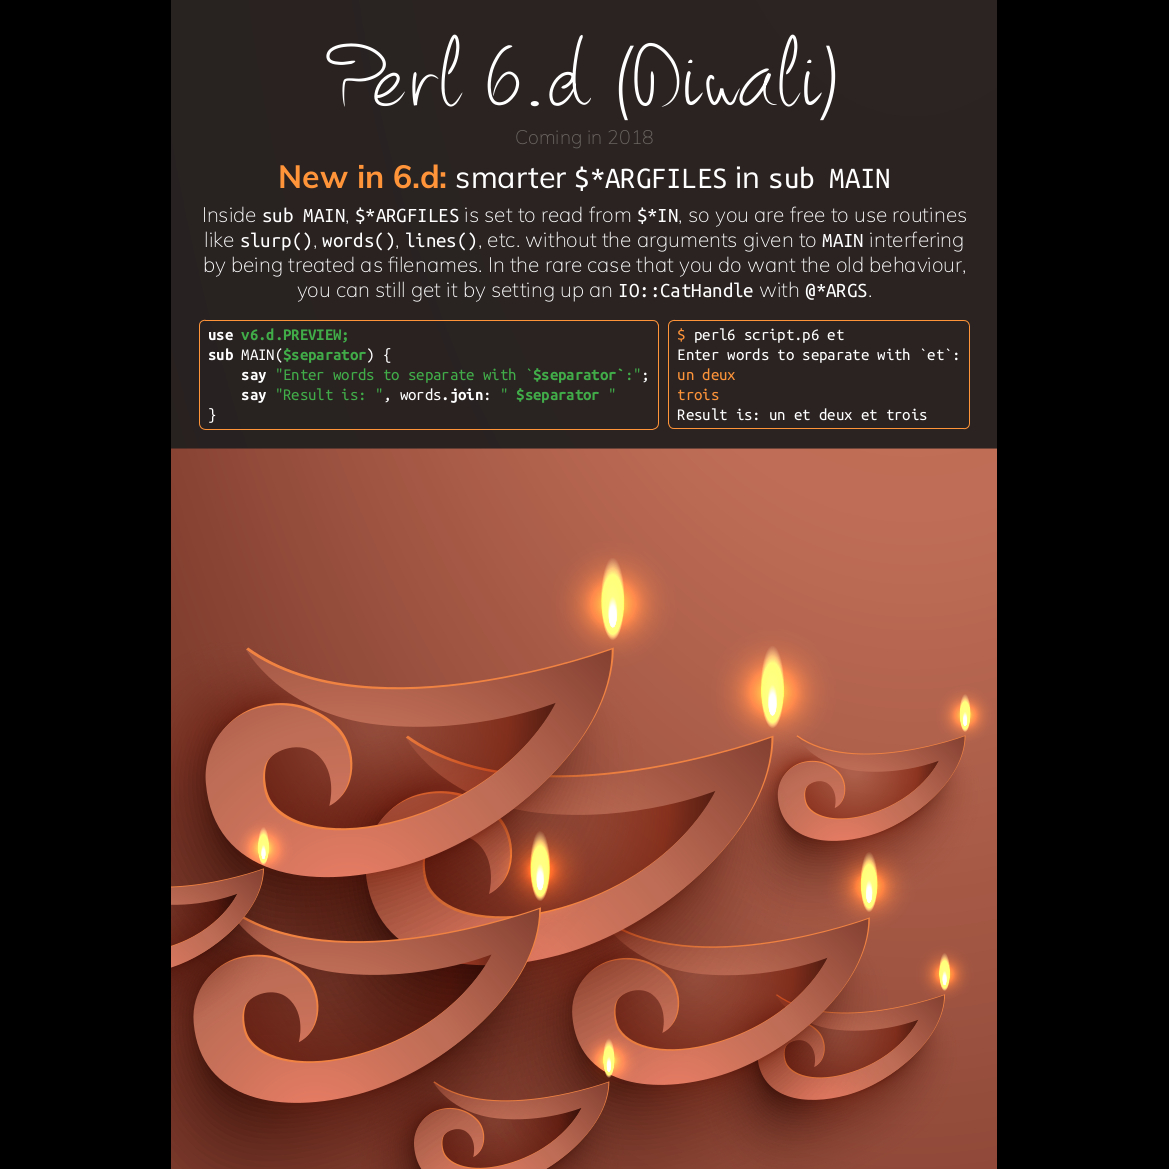 Perl 6.d (Diwali)
Coming in 2018
New in 6.d: smarter $*ARGFILES in sub MAIN
Inside sub MAIN, $*ARGFILES is set to read from $*IN, so you are free to use routines
like slurp(), words(), lines(), etc. without the arguments given to MAIN interfering
by being treated as filenames. In the rare case that you do want the old behaviour,
you can still get it by setting up an IO::CatHandle with @*ARGS.
use v6.d.PREVIEW;
sub MAIN($separator) {
    say "Enter words to separate with `$separator`:";
    say "Result is: ", words.join: " $separator "
}
$ perl6 script.p6 et
Enter words to separate with `et`:
un deux
trois
Result is: un et deux et trois